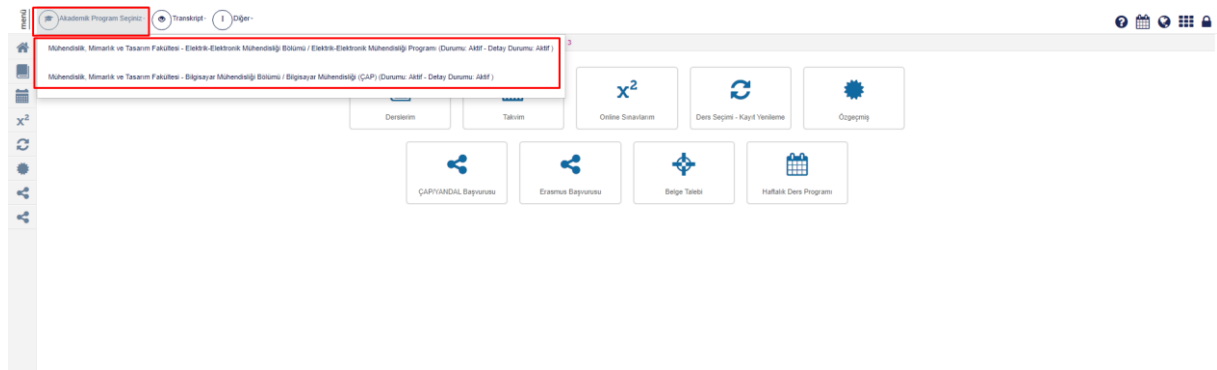 menü
Akademik Program Seçiniz -
Transkript -
Diğer -
Mühendislik, Mimarlık ve Tasarım Fakültesi - Elektrik-Elektronik Mühendisliği Bölümü / Elektrik-Elektronik Mühendisliği Programı (Durumu: Aktif - Detay Durumu: Aktif )
3
Mühendislik, Mimarlık ve Tasarım Fakültesi - Bilgisayar Mühendisliği Bölümü / Bilgisayar Mühendisliği (ÇAP) (Durumu: Aktif - Detay Durumu: Aktif )
x²
x²
Derslerim
Takvim
Online Sınavlarım
Ders Seçimi - Kayıt Yenileme
Özgeçmiş
ÇAP/YANDAL Başvurusu
Erasmus Başvurusu
Belge Talebi
Haftalık Ders Programı